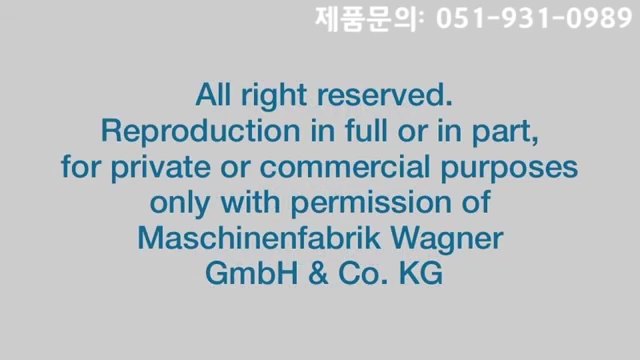 제품문의: 051-931-0989
All right reserved.
Reproduction in full or in part,
for private or commercial purposes
only with permission of
Maschinenfabrik Wagner
GmbH & Co. KG